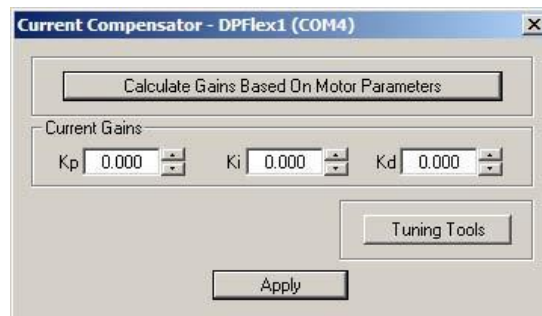 Current Compensator - DPFlex1 (COM4)
Calculate Gains Based On Motor Parameters
Current Gains
Kp 0.000 Ki 0.000 Kd 0.000
Tuning Tools
Apply